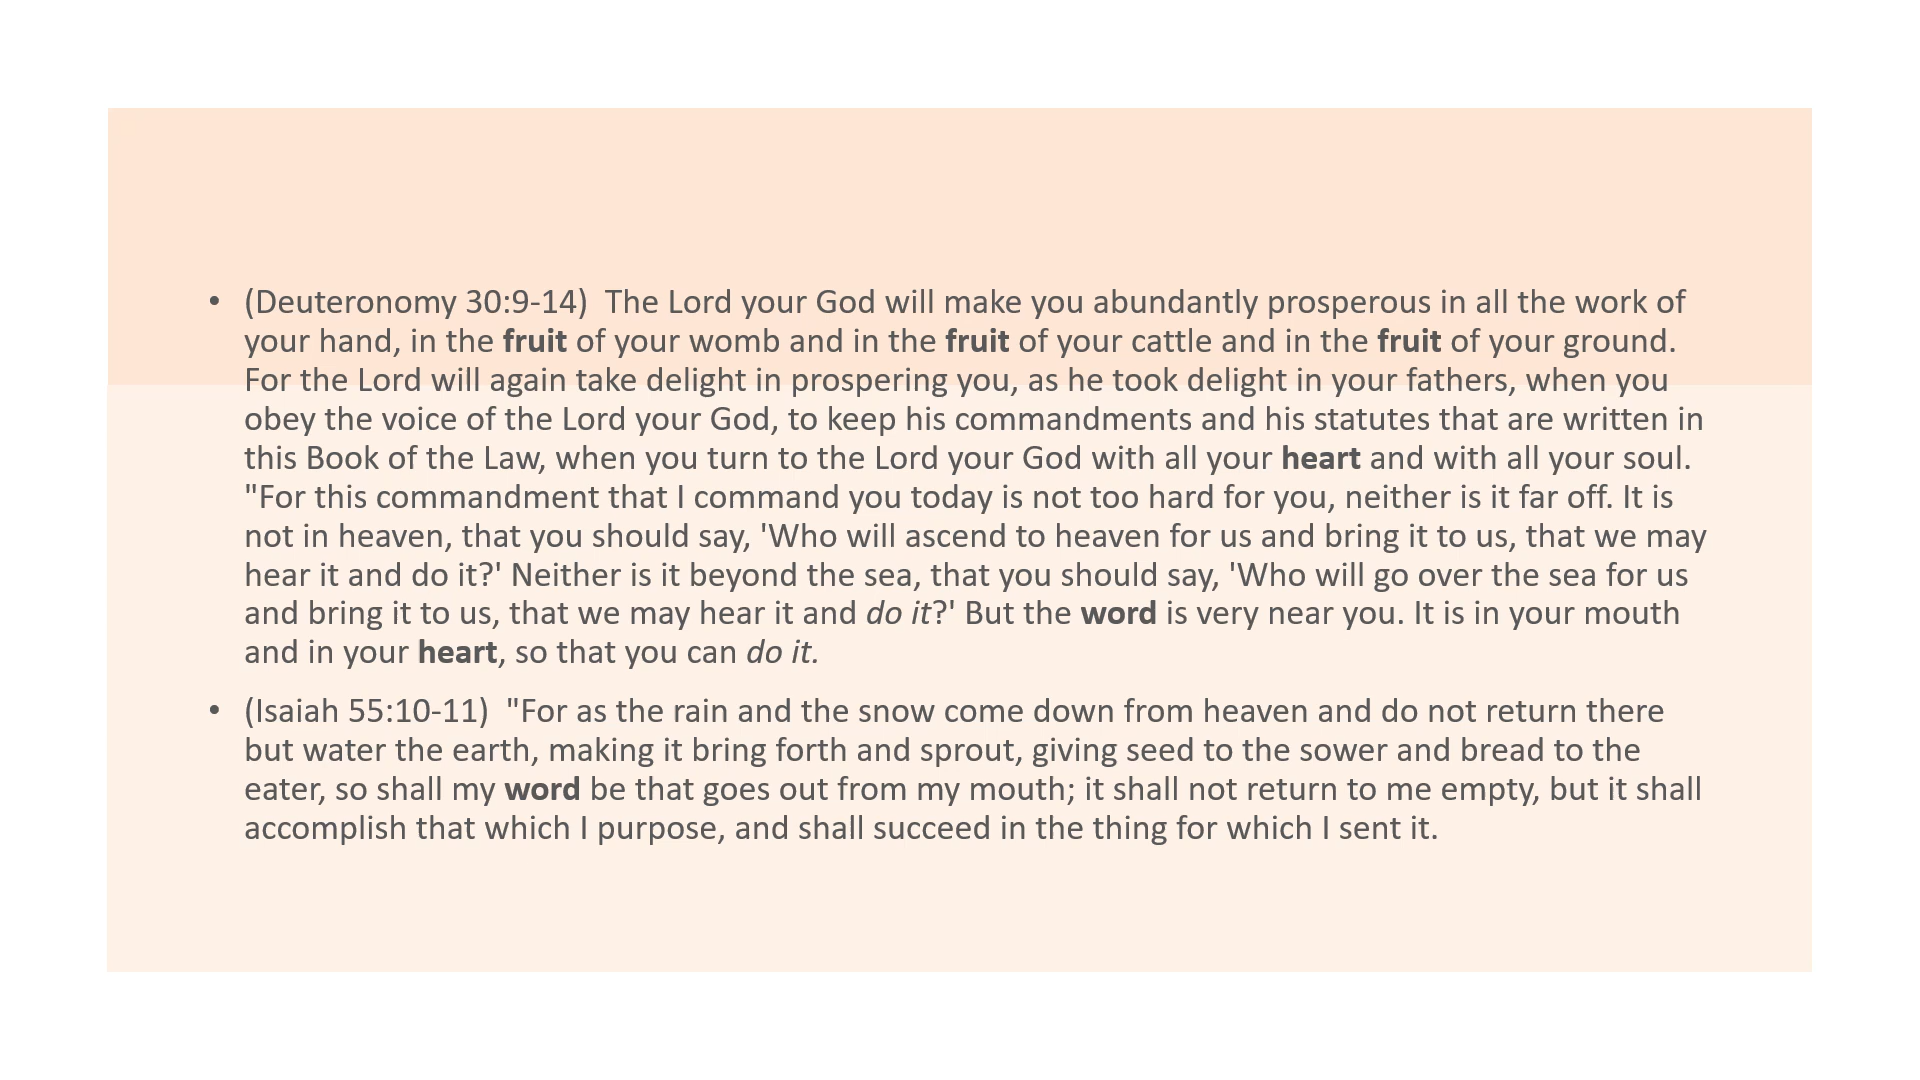 • (Deuteronomy 30:9-14)  The Lord your God will make you abundantly prosperous in all the work of
your hand, in the fruit of your womb and in the fruit of your cattle and in the fruit of your ground.
For the Lord will again take delight in prospering you, as he took delight in your fathers, when you
obey the voice of the Lord your God, to keep his commandments and his statutes that are written in
this Book of the Law, when you turn to the Lord your God with all your heart and with all your soul.
"For this commandment that I command you today is not too hard for you, neither is it far off. It is
not in heaven, that you should say, 'Who will ascend to heaven for us and bring it to us, that we may
hear it and do it?' Neither is it beyond the sea, that you should say, 'Who will go over the sea for us
and bring it to us, that we may hear it and do it?' But the word is very near you. It is in your mouth
and in your heart, so that you can do it.
• (Isaiah 55:10-11)  "For as the rain and the snow come down from heaven and do not return there
but water the earth, making it bring forth and sprout, giving seed to the sower and bread to the
eater, so shall my word be that goes out from my mouth; it shall not return to me empty, but it shall
accomplish that which I purpose, and shall succeed in the thing for which I sent it.